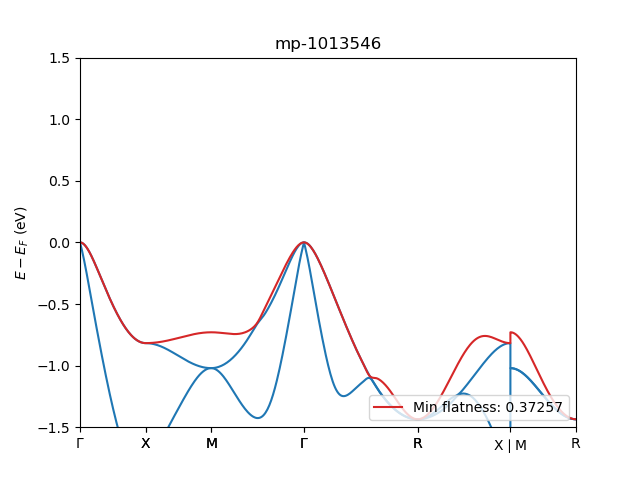 mp-1013546
E − E_F (eV)
1.5
1.0
0.5
0.0
−0.5
−1.0
−1.5
Min flatness: 0.37257
Γ X M Γ R X | M R